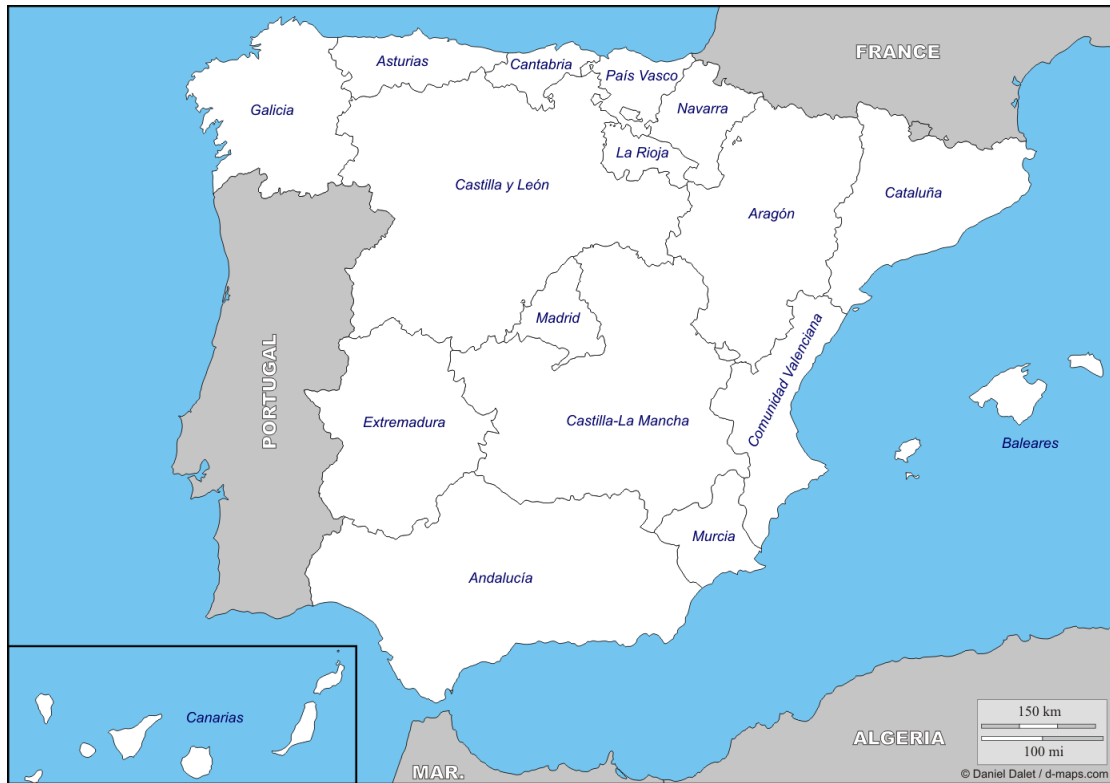 FRANCE
Asturias
Cantabria
País Vasco
Navarra
Galicia
La Rioja
Castilla y León
Cataluña
Aragón
Madrid
PORTUGAL
Comunidad Valenciana
Extremadura
Castilla-La Mancha
Baleares
Murcia
Andalucía
Canarias
150 km
ALGERIA
100 mi
MAR.
© Daniel Dalet / d-maps.com